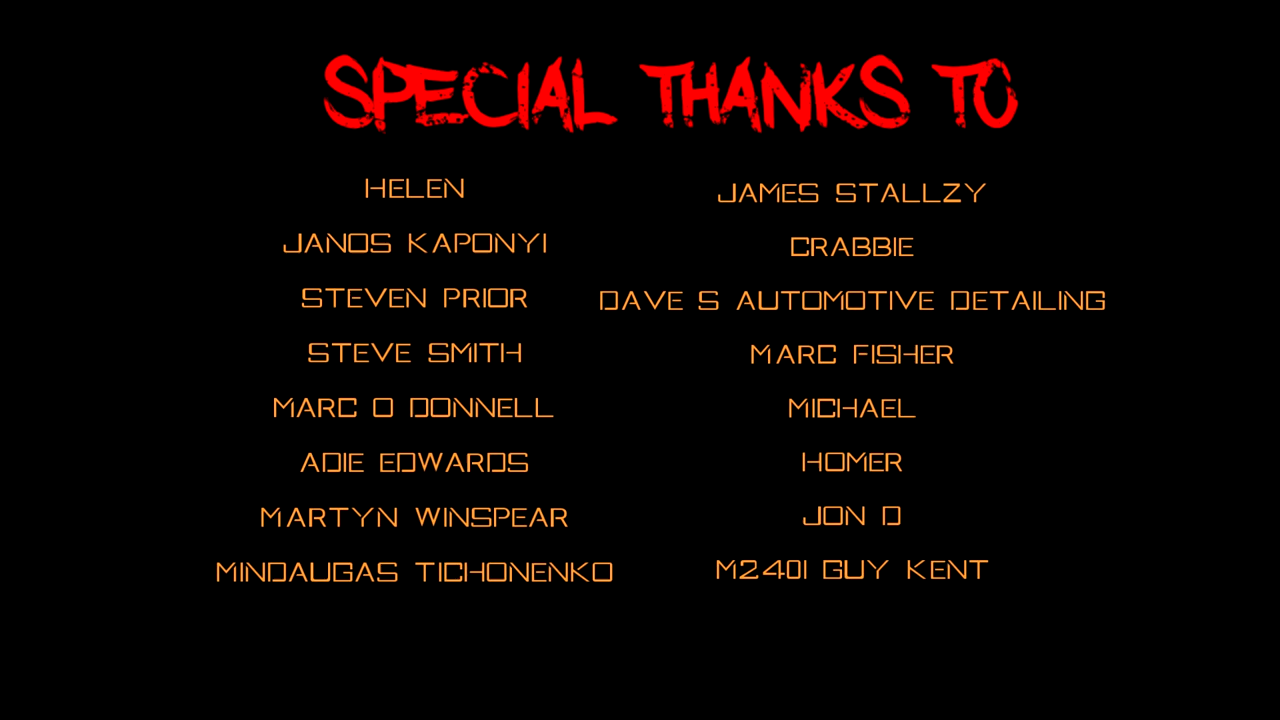 SPECIAL THANKS TO
HELEN
JANOS KAPONYI
STEVEN PRIOR
STEVE SMITH
MARC O DONNELL
ADIE EDWARDS
MARTYN WINSPEAR
MINDAUGAS TICHONENKO
JAMES STALLZY
CRABBIE
DAVE S AUTOMOTIVE DETAILING
MARC FISHER
MICHAEL
HOMER
JON D
M240I GUY KENT